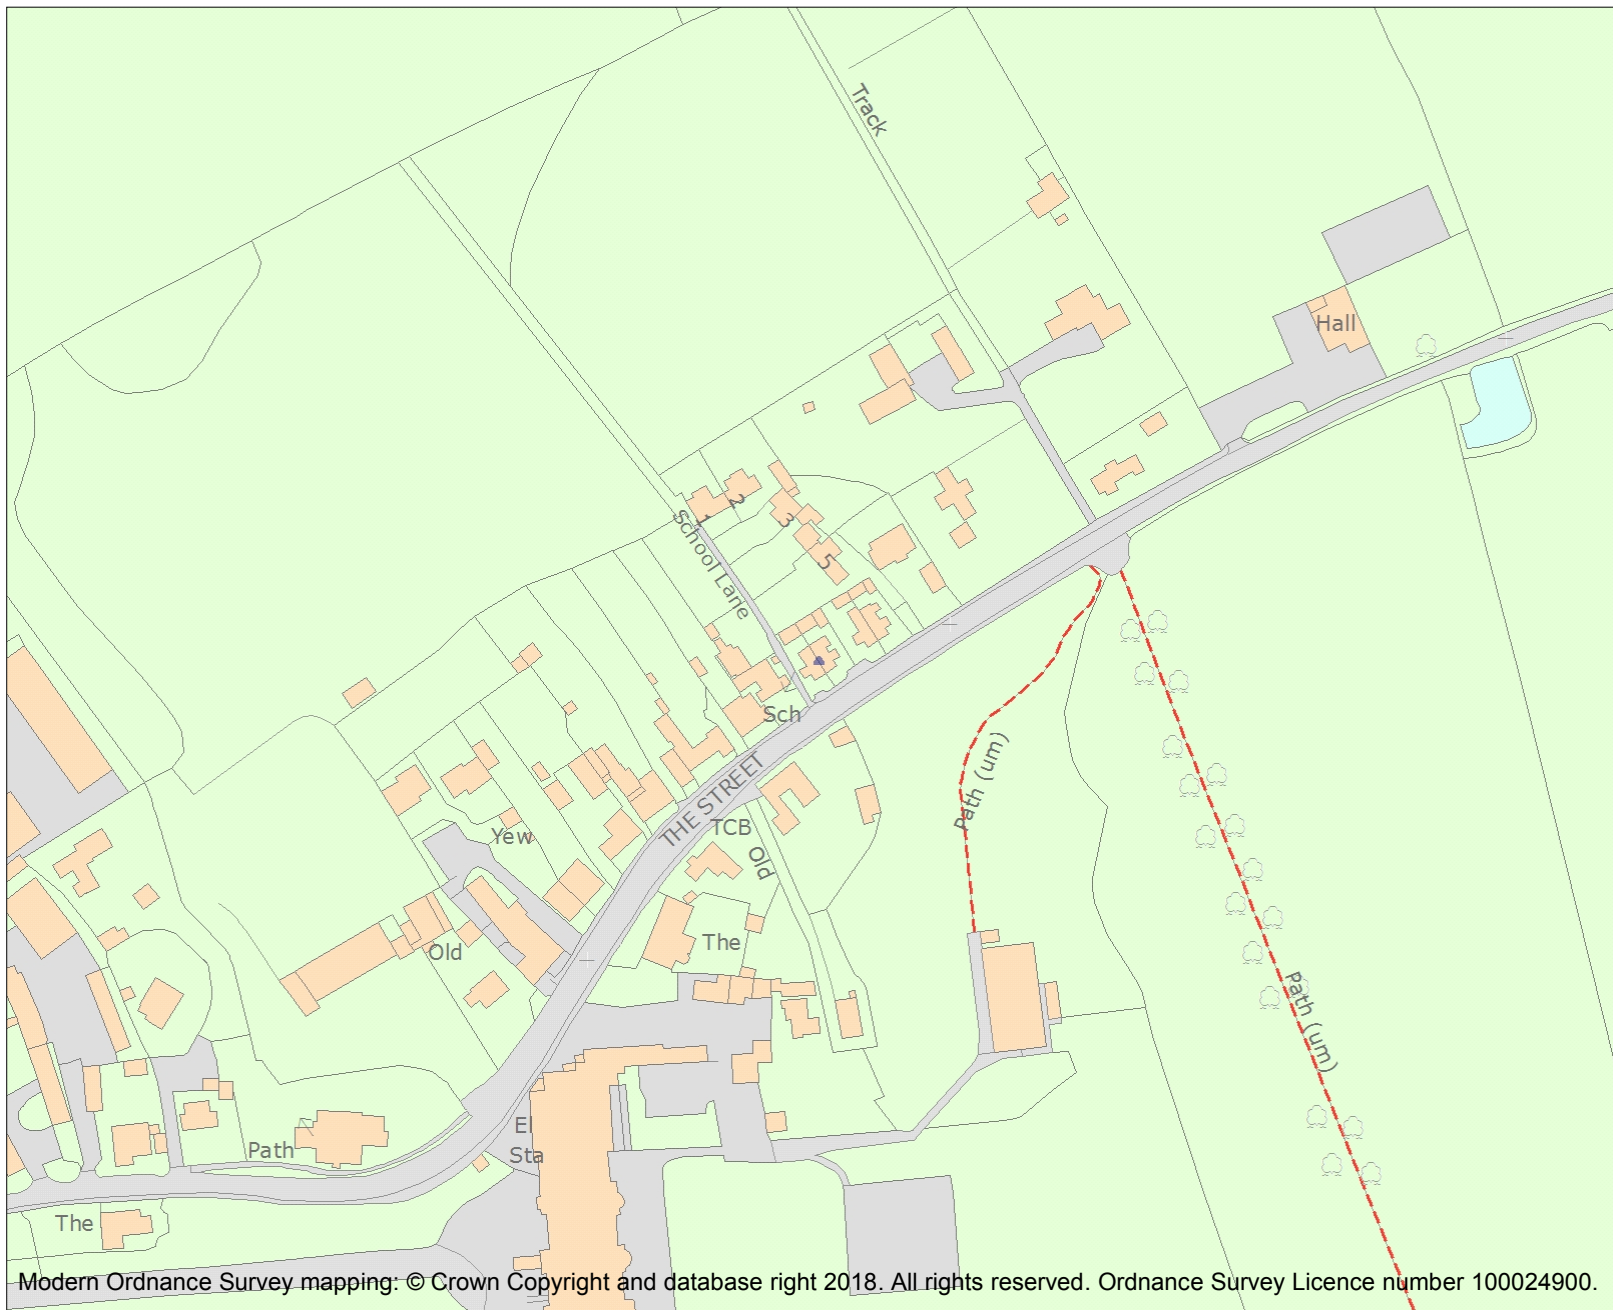 Track
Hall
2
1
3
School Lane
5
Sch
THE STREET
Path (um)
TCB
Yew
Old
The
Old
Path (um)
El
Sta
Path
The
Modern Ordnance Survey mapping: © Crown Copyright and database right 2018. All rights reserved. Ordnance Survey Licence number 100024900.